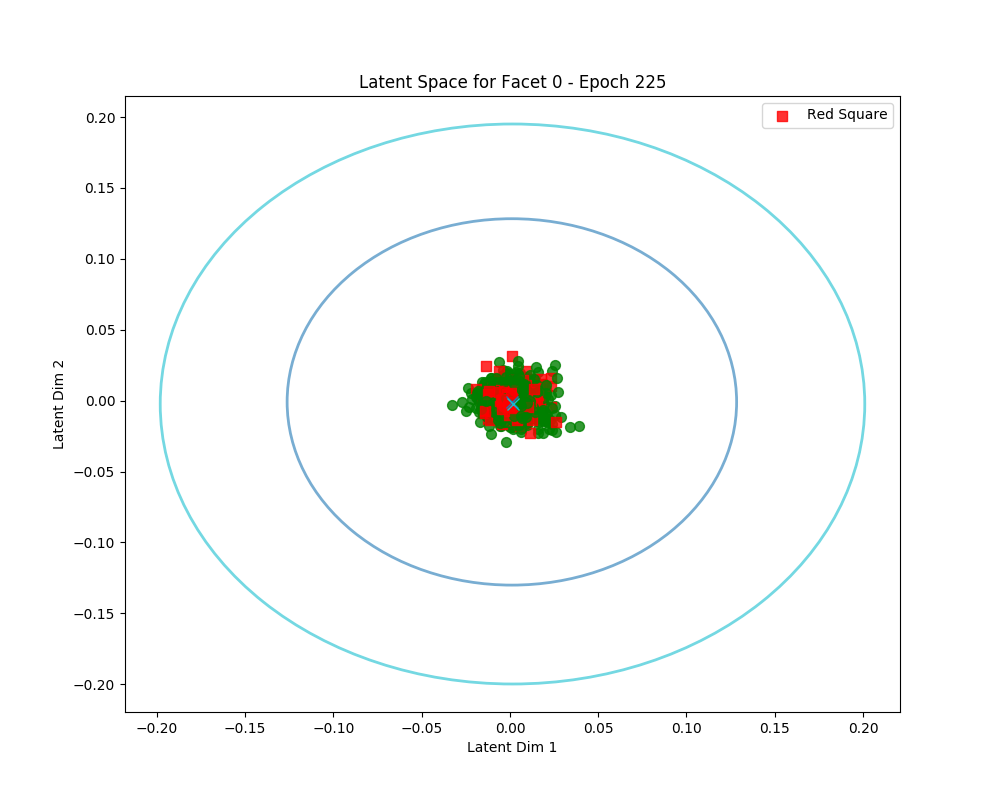 Latent Space for Facet 0 - Epoch 225
Red Square
0.20
0.15
0.10
0.05
0.00
−0.05
−0.10
−0.15
−0.20
Latent Dim 2
−0.20 −0.15 −0.10 −0.05 0.00 0.05 0.10 0.15 0.20
Latent Dim 1